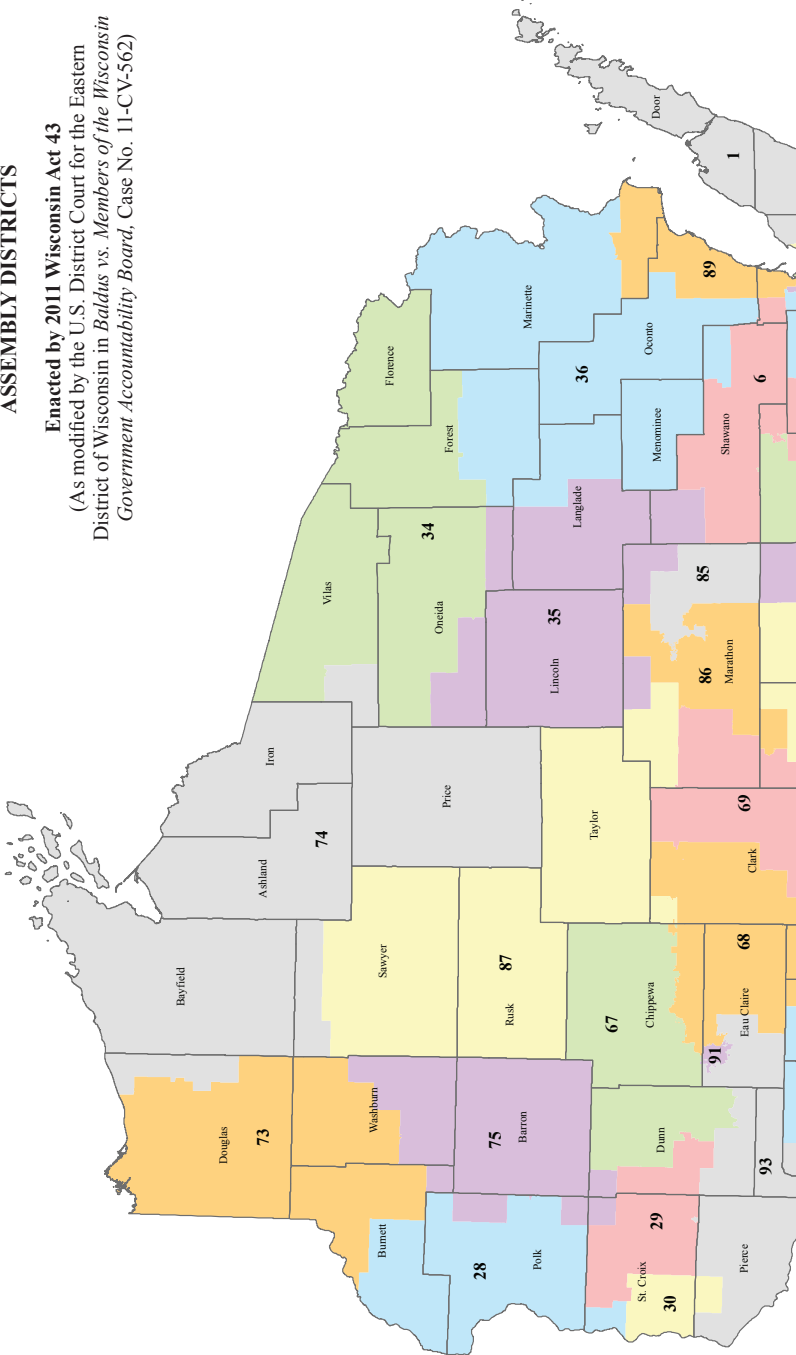 ASSEMBLY DISTRICTS
Enacted by 2011 Wisconsin Act 43
(As modified by the U.S. District Court for the Eastern
District of Wisconsin in Baldus vs. Members of the Wisconsin
Government Accountability Board, Case No. 11-CV-562)
Douglas
73
Bayfield
Ashland
74
Iron
Vilas
Burnett
Washburn
Sawyer
Price
Oneida
34
Forest
Florence
Marinette
28
Polk
75
Barron
Rusk
87
Taylor
Lincoln
35
Langlade
36
Oconto
Door
St. Croix
29
30
Dunn
67
Chippewa
Clark
69
86
Marathon
85
Menominee
Shawano
6
89
1
Pierce
93
91
Eau Claire
68